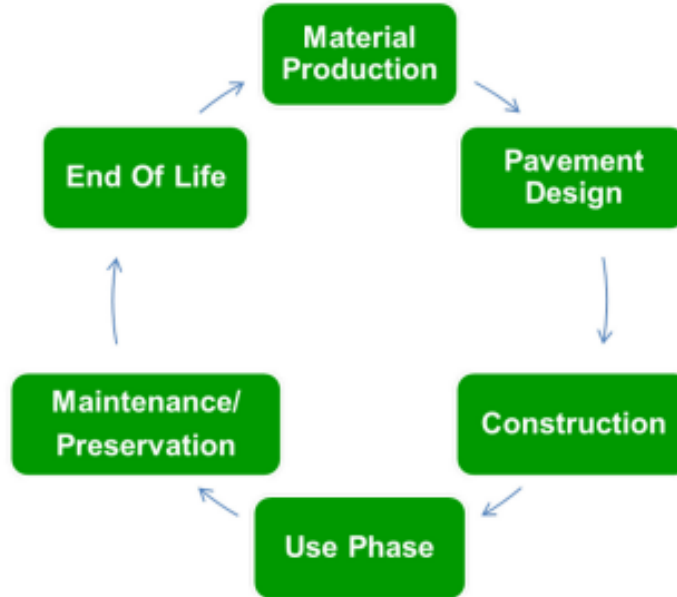 Material
Production
Pavement
Design
Construction
Use Phase
Maintenance/
Preservation
End Of Life